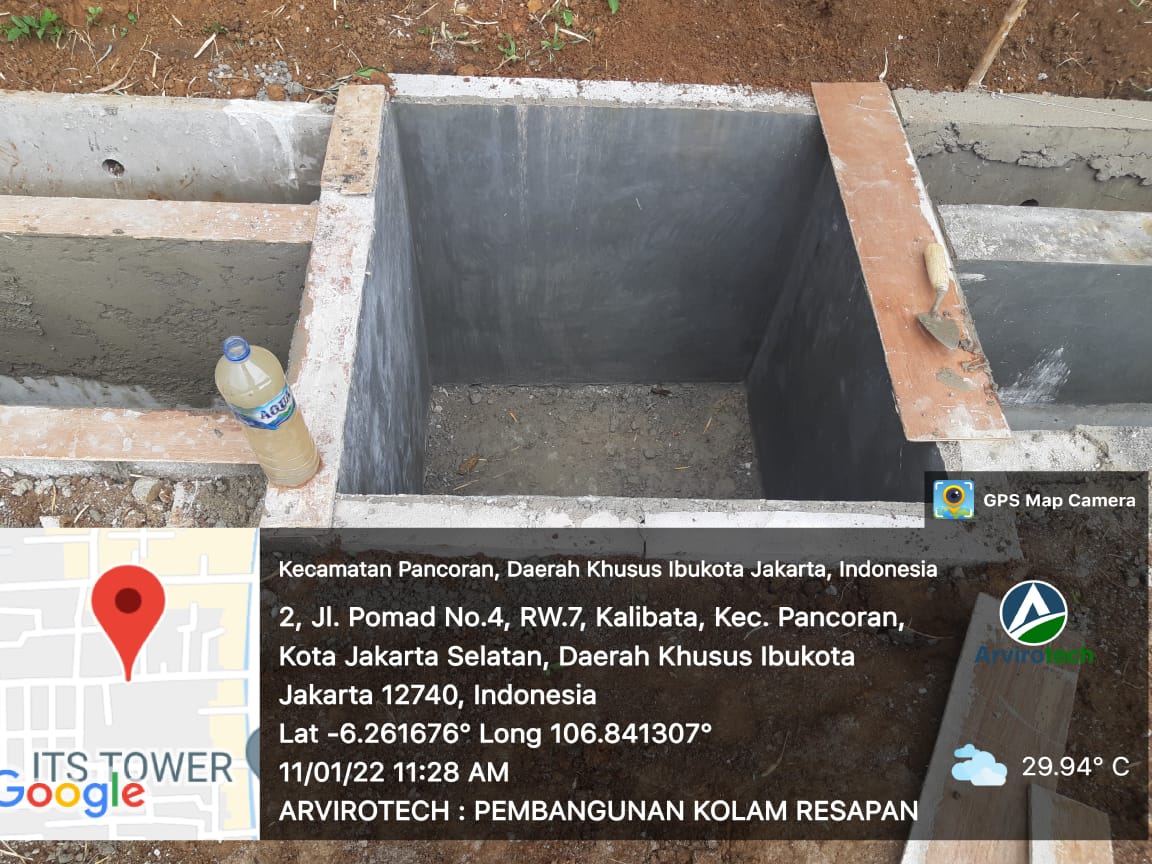 AQUA
GPS Map Camera
Kecamatan Pancoran, Daerah Khusus Ibukota Jakarta, Indonesia
2, Jl. Pomad No.4, RW.7, Kalibata, Kec. Pancoran,
Kota Jakarta Selatan, Daerah Khusus Ibukota
Jakarta 12740, Indonesia
Lat -6.261676° Long 106.841307°
11/01/22 11:28 AM
ARVIROTECH : PEMBANGUNAN KOLAM RESAPAN
Arvirotech
29.94° C
ITS TOWER
Google